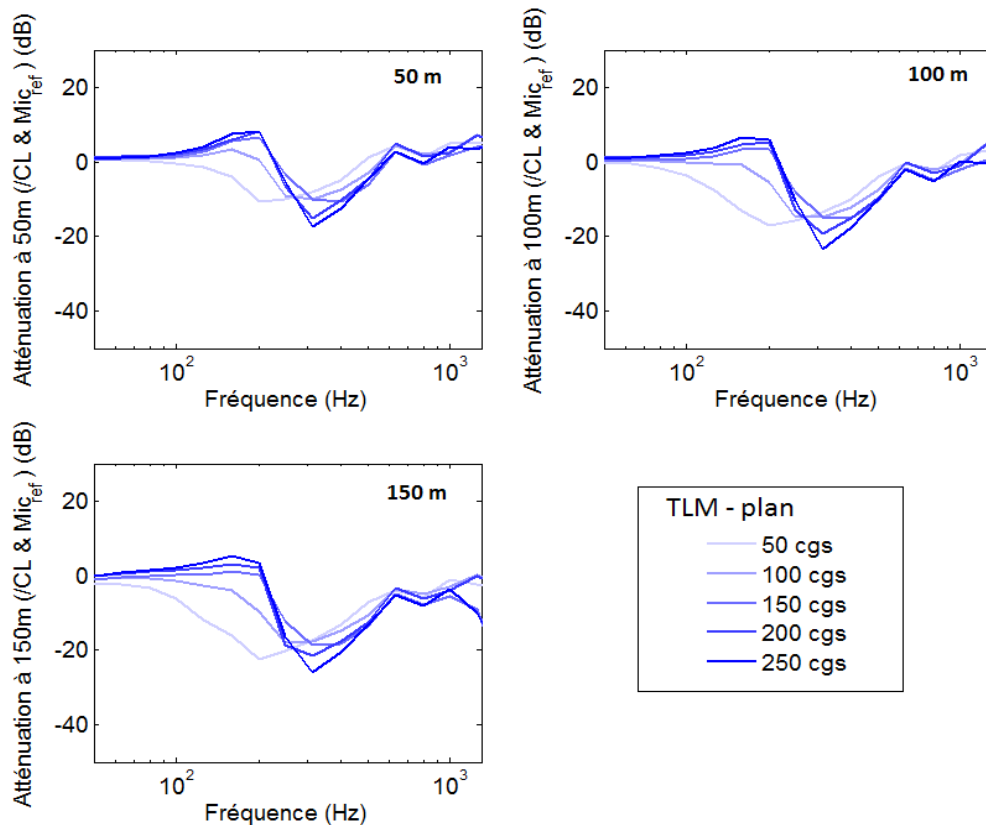 Atténuation à 50m (/CL & Mic_ref ) (dB)
20
0
-20
-40
50 m
10^2
10^3
Fréquence (Hz)
Atténuation à 100m (/CL & Mic_ref ) (dB)
20
0
-20
-40
100 m
10^2
10^3
Fréquence (Hz)
Atténuation à 150m (/CL & Mic_ref ) (dB)
20
0
-20
-40
150 m
10^2
10^3
Fréquence (Hz)
TLM - plan
50 cgs
100 cgs
150 cgs
200 cgs
250 cgs